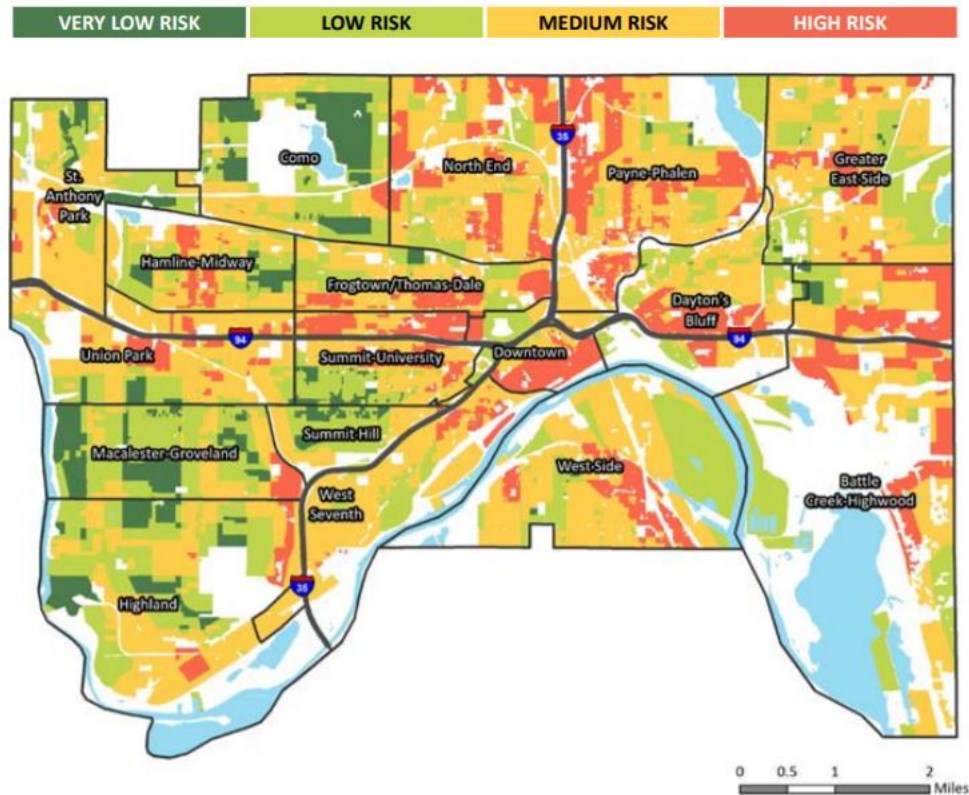 VERY LOW RISK
LOW RISK
MEDIUM RISK
HIGH RISK
35
Como
North End
Payne-Phalen
Greater
East-Side
St.
Anthony
Park
Hamline-Midway
Frogtown/Thomas-Dale
Dayton's
Bluff
94
94
Union Park
Summit-University
Downtown
Summit-Hill
Macalester-Groveland
West-Side
West
Seventh
Battle
Creek-Highwood
35
Highland
0 0.5 1 2
Miles